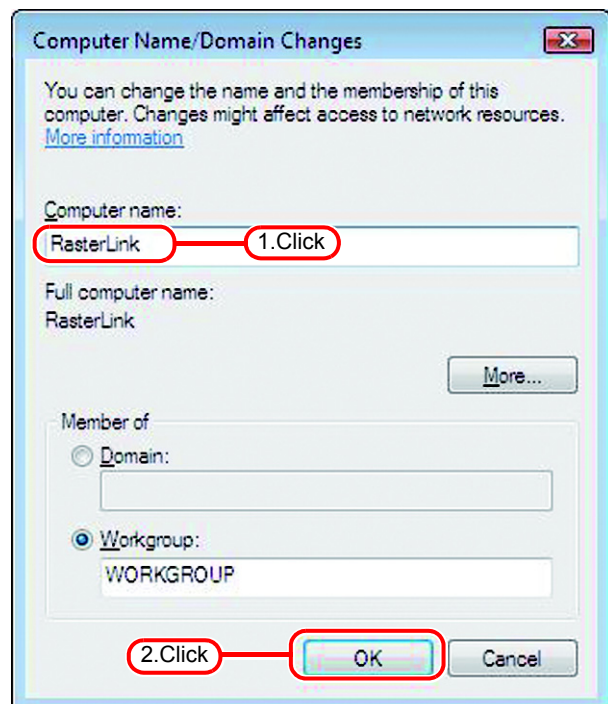 Computer Name/Domain Changes
You can change the name and the membership of this
computer. Changes might affect access to network resources.
More information
Computer name:
RasterLink
1.Click
Full computer name:
RasterLink
More...
Member of
Domain:
Workgroup:
WORKGROUP
2.Click
OK
Cancel